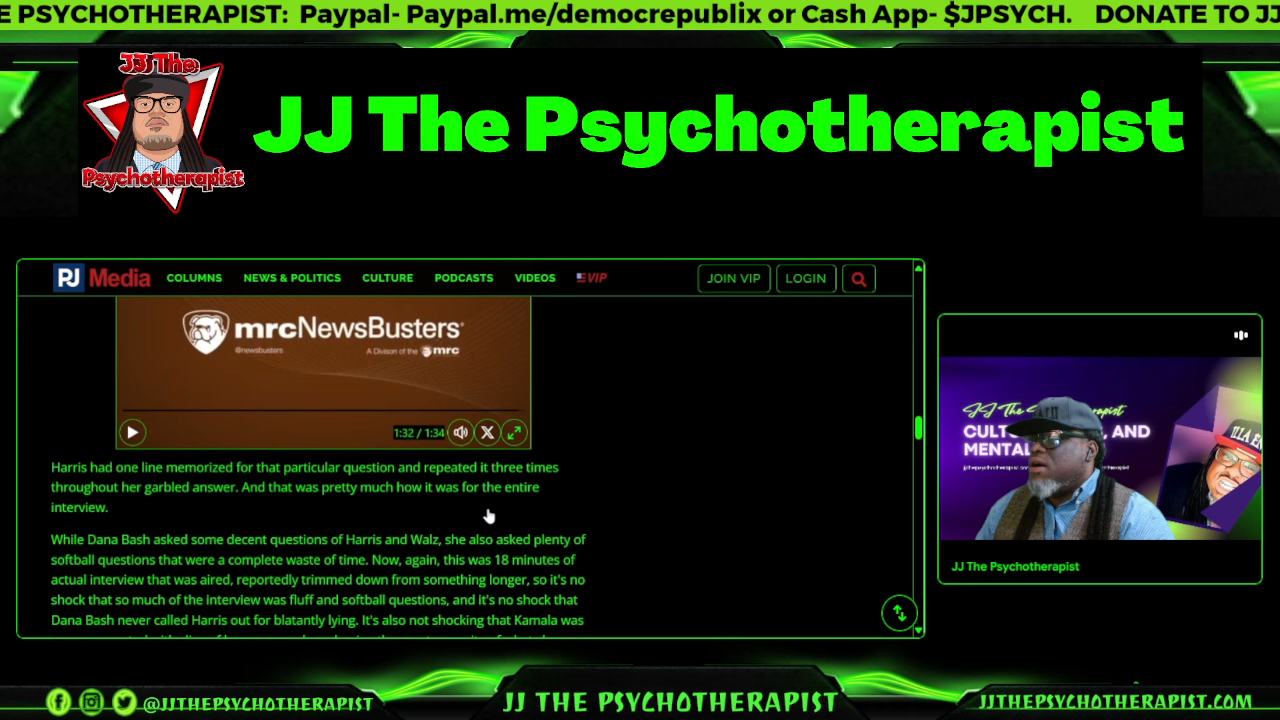 E PSYCHOTHERAPIST: Paypal- Paypal.me/democrepublix or Cash App- $JPSYCH. DONATE TO JJ
JJ The
Psychotherapist
JJ The Psychotherapist
PJ Media COLUMNS NEWS & POLITICS CULTURE PODCASTS VIDEOS VIP JOIN VIP LOGIN
mrcNewsBusters
@newsbusters A Division of the mrc
1:32 / 1:34
Harris had one line memorized for that particular question and repeated it three times
throughout her garbled answer. And that was pretty much how it was for the entire
interview.
While Dana Bash asked some decent questions of Harris and Walz, she also asked plenty of
softball questions that were a complete waste of time. Now, again, this was 18 minutes of
actual interview that was aired, reportedly trimmed down from something longer, so it's no
shock that so much of the interview was fluff and softball questions, and it's no shock that
Dana Bash never called Harris out for blatantly lying. It's also not shocking that Kamala was
JJ The rapist
CULT , AND
MENTAL
ILLA
JJ The Psychotherapist
@JJTHEPSYCHOTHERAPIST
JJ THE PSYCHOTHERAPIST
JJTHEPSYCHOTHERAPIST.COM